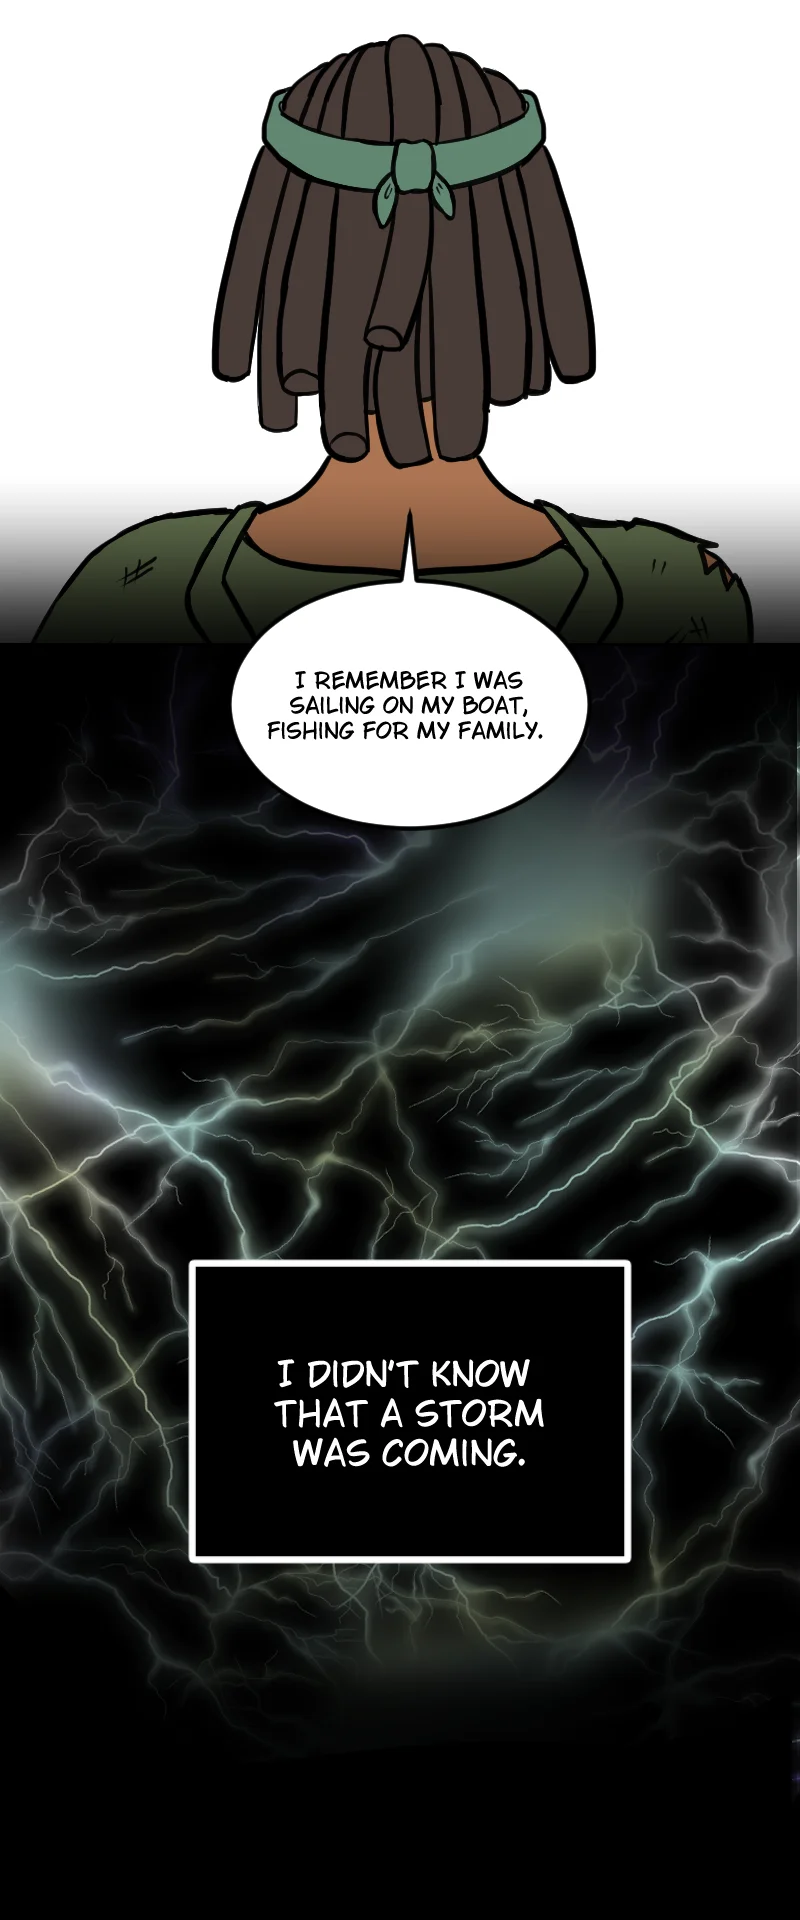 I REMEMBER I WAS
SAILING ON MY BOAT,
FISHING FOR MY FAMILY.
I DIDN'T KNOW
THAT A STORM
WAS COMING.